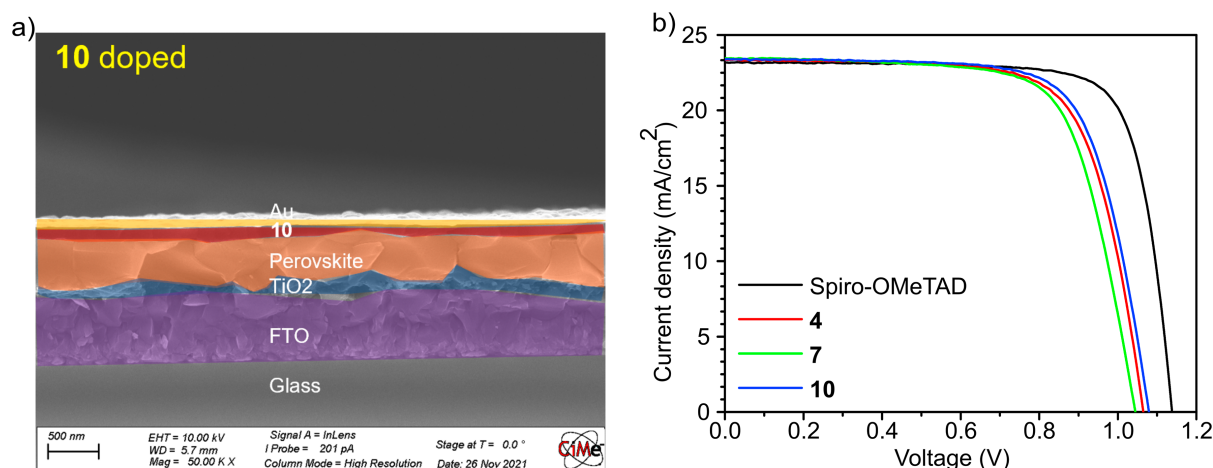 a)
10 doped
Au
10
Perovskite
TiO2
FTO
Glass
500 nm
EHT = 10.00 kV
WD = 5.7 mm
Mag = 50.00 K X
Signal A = InLens
I Probe = 201 pA
Column Mode = High Resolution
Stage at T = 0.0 °
Date: 26 Nov 2021
CiMe
b)
Current density (mA/cm²)
25
20
15
10
5
0
Spiro-OMeTAD
4
7
10
0.0 0.2 0.4 0.6 0.8 1.0 1.2
Voltage (V)